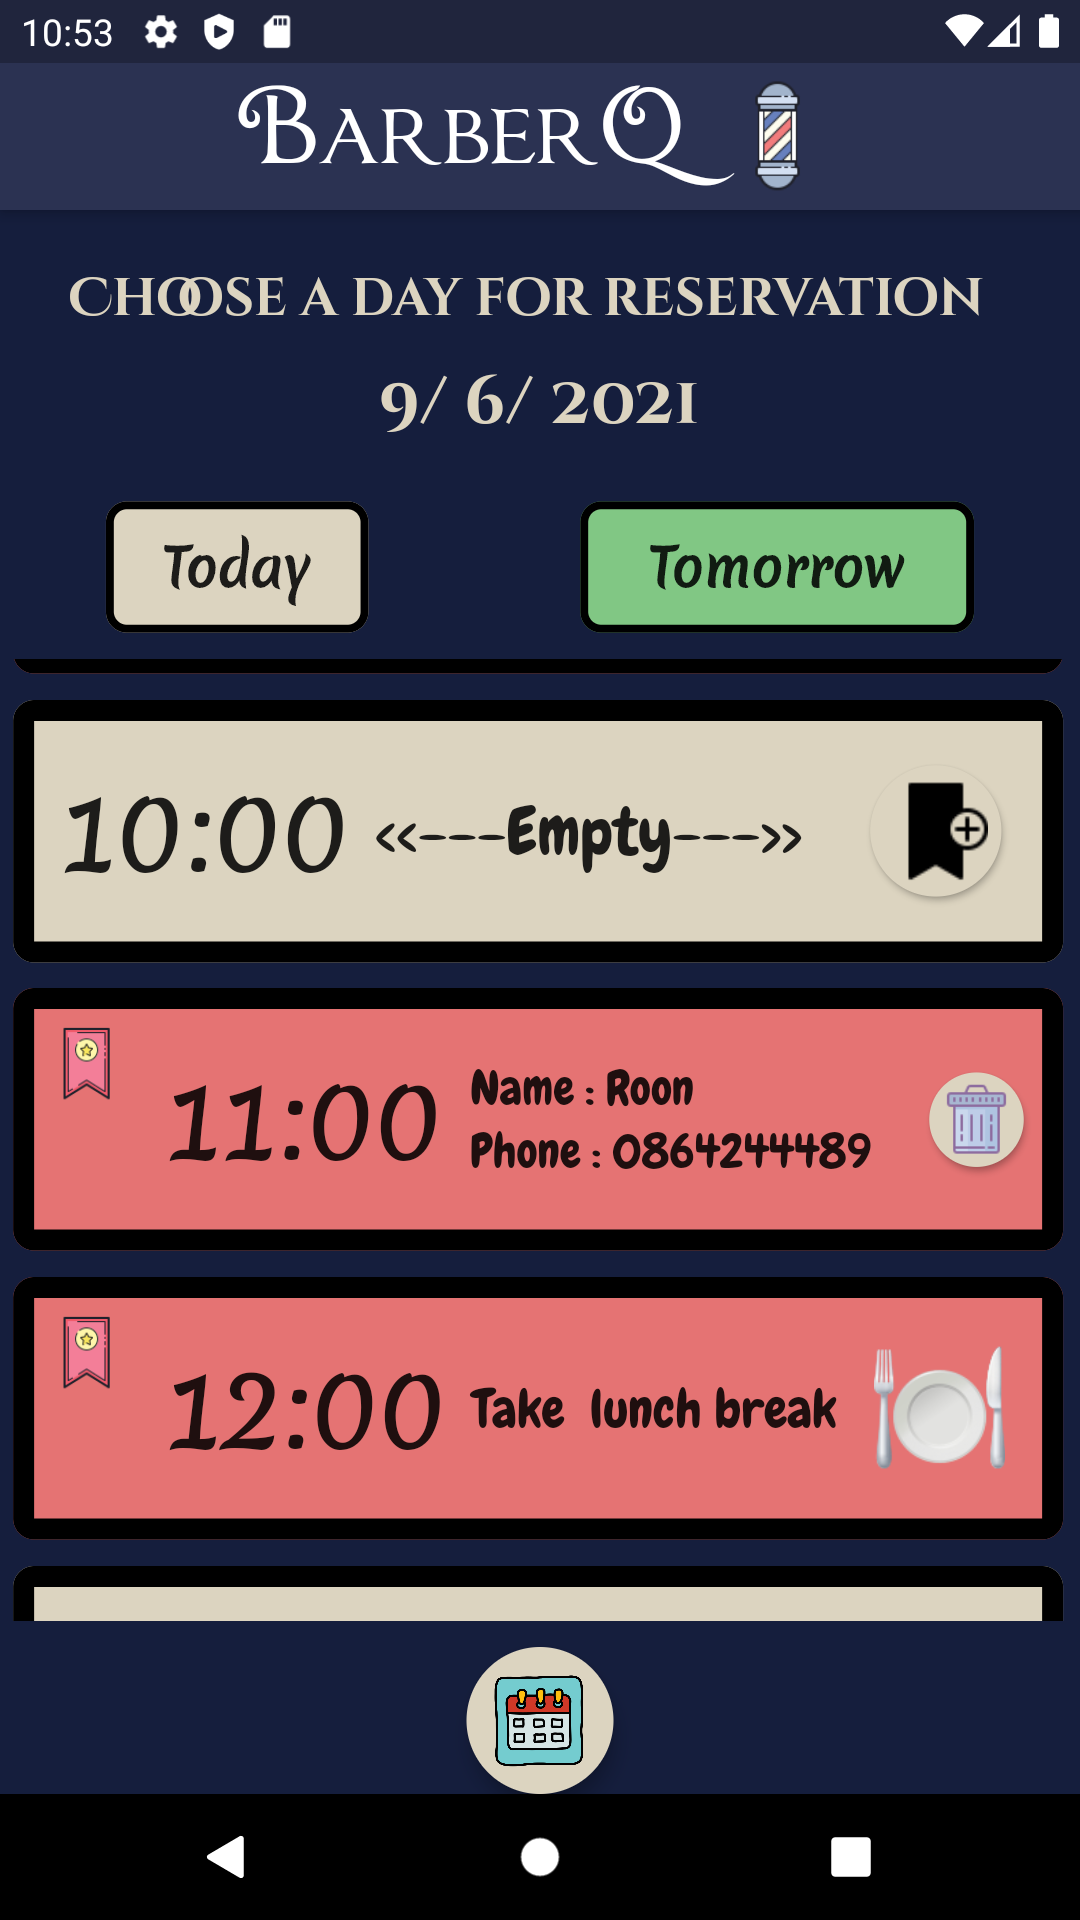 10:53
BarberQ
Choose a day for reservation
9/ 6/ 2021
Today
Tomorrow
10:00 <<---Empty--->>
11:00
Name : Roon
Phone : 0864244489
12:00 Take lunch break